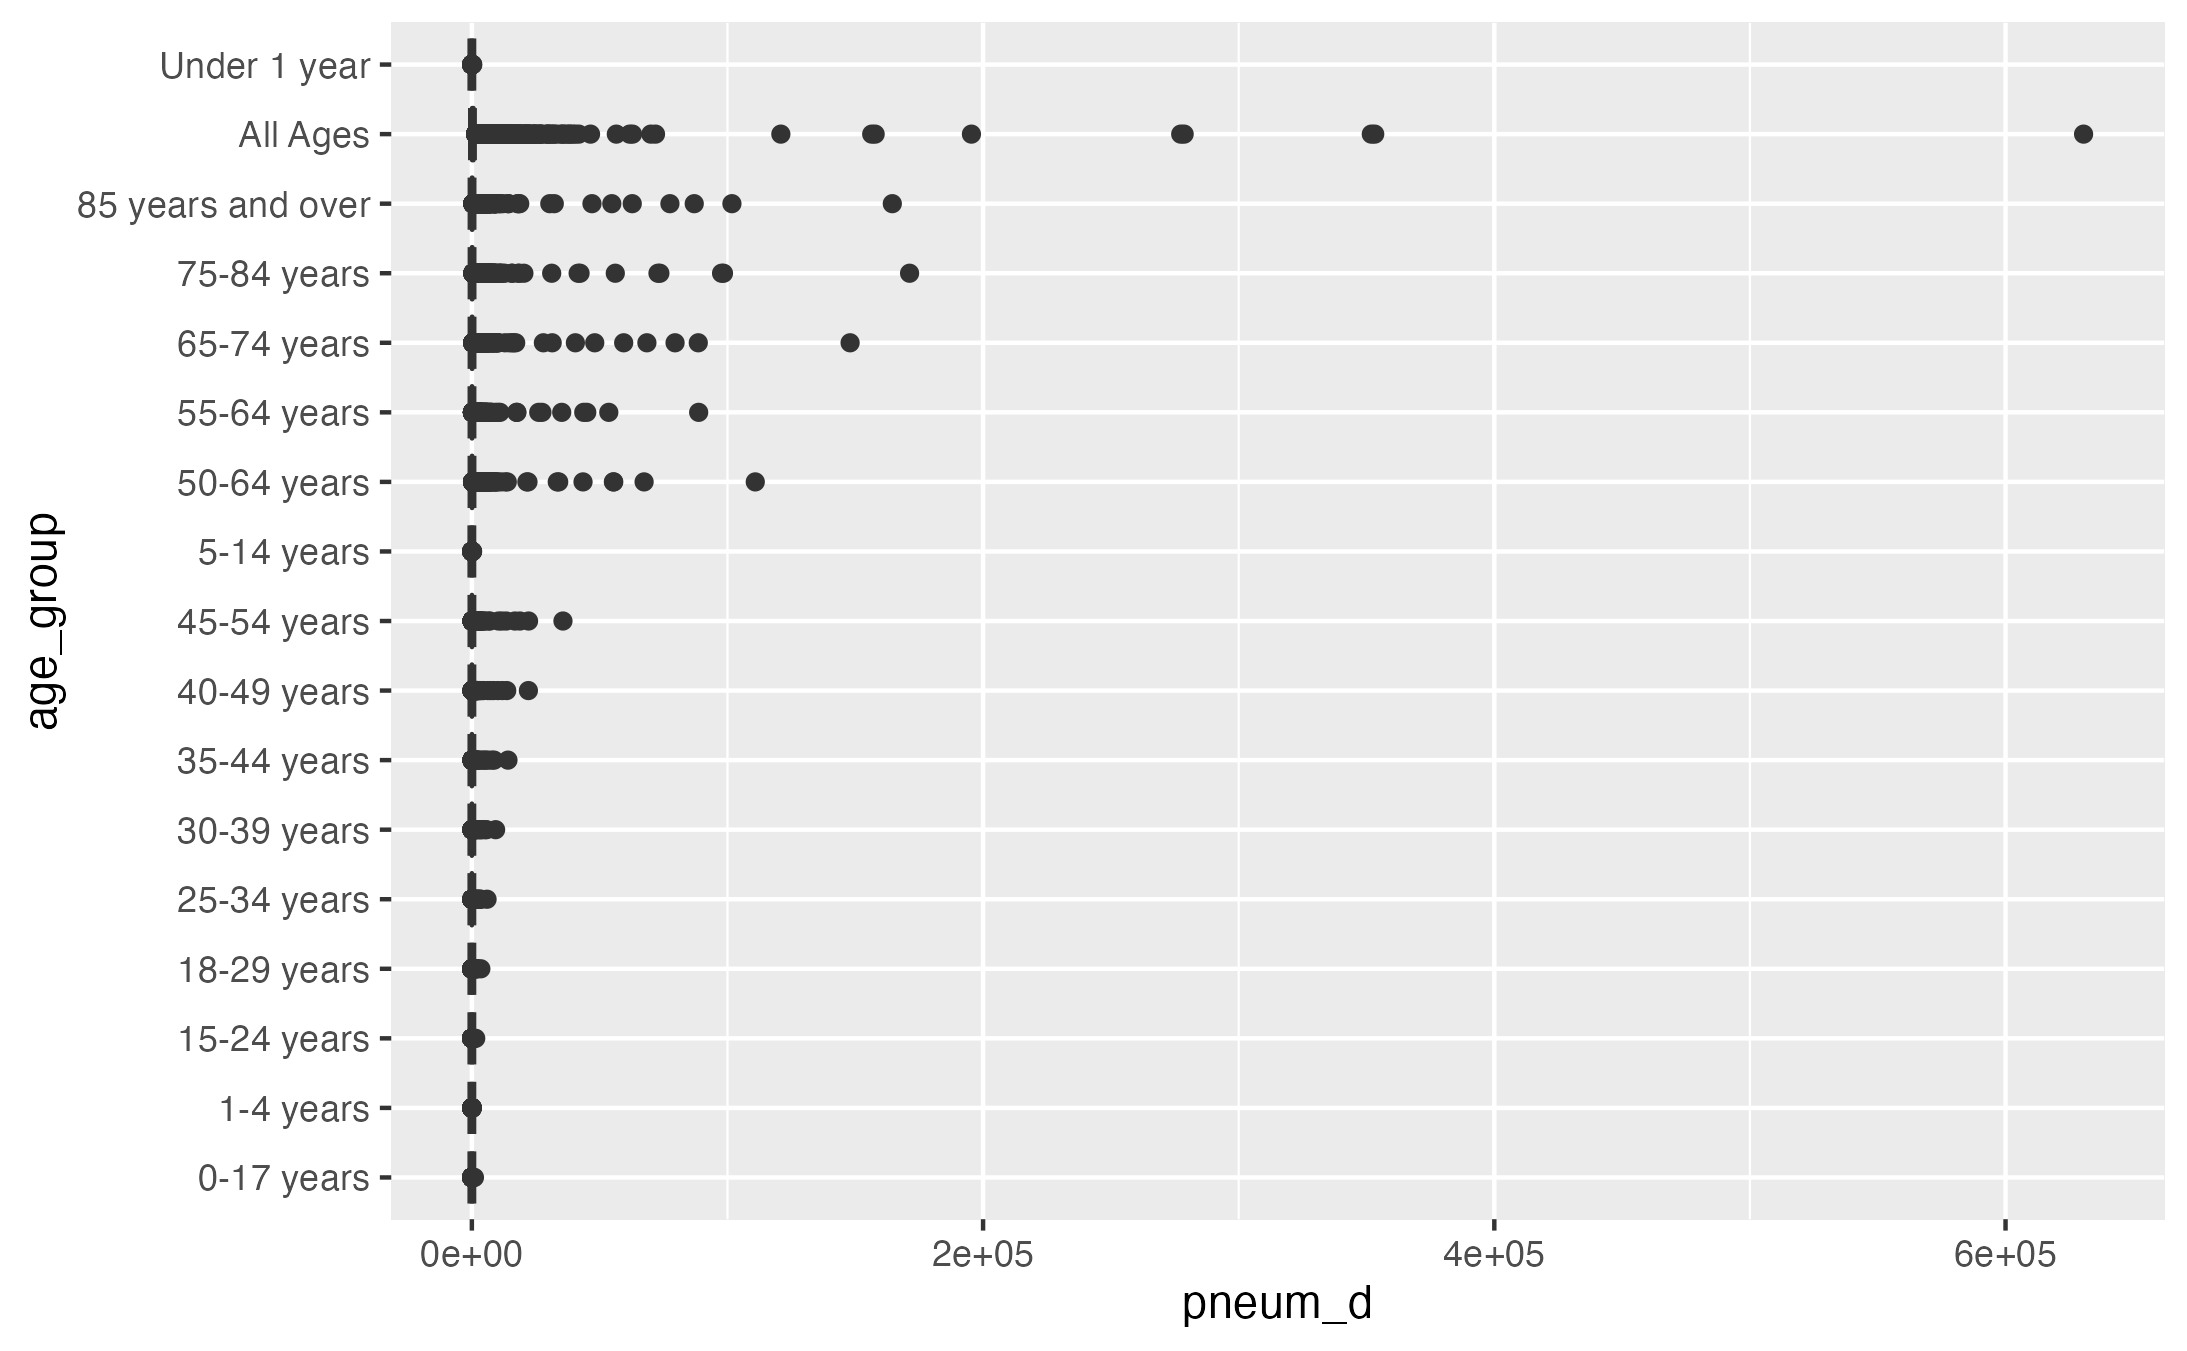 age_group
Under 1 year
All Ages
85 years and over
75-84 years
65-74 years
55-64 years
50-64 years
5-14 years
45-54 years
40-49 years
35-44 years
30-39 years
25-34 years
18-29 years
15-24 years
1-4 years
0-17 years
0e+00 2e+05 4e+05 6e+05
pneum_d